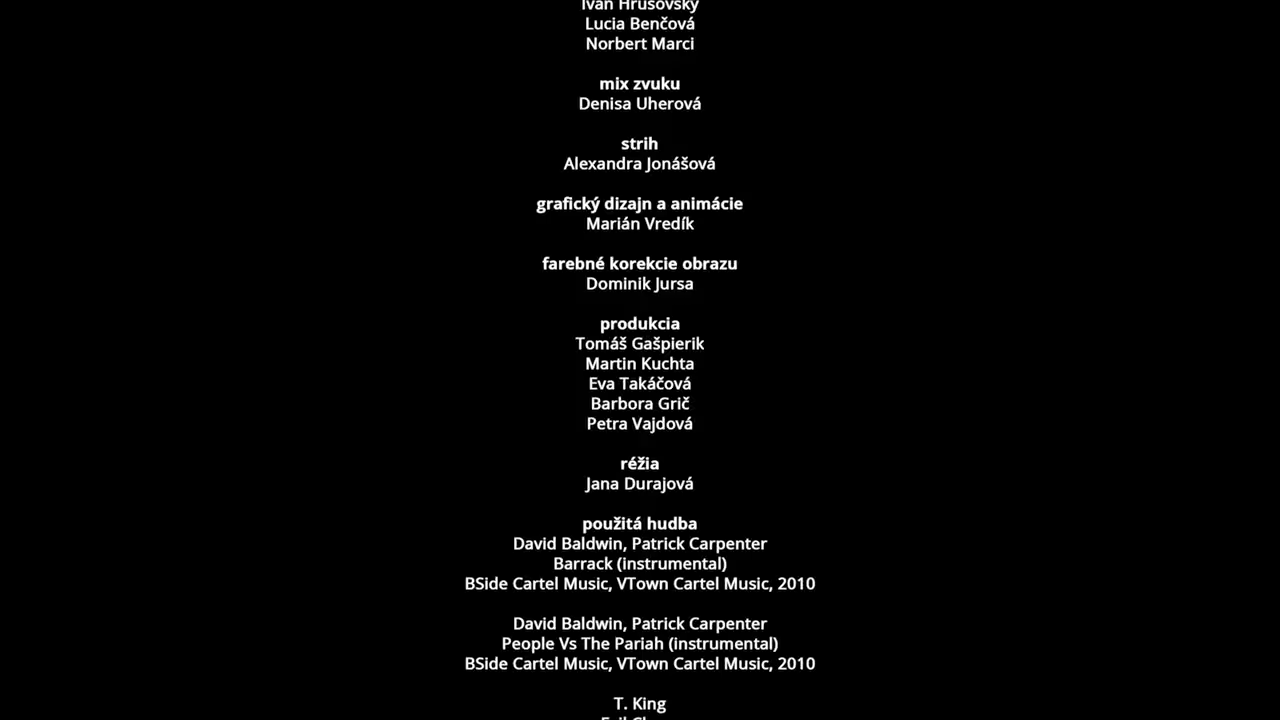 Ivan Hrušovský
Lucia Benčová
Norbert Marci
mix zvuku
Denisa Uherová
strih
Alexandra Jonášová
grafický dizajn a animácie
Marián Vredík
farebné korekcie obrazu
Dominik Jursa
produkcia
Tomáš Gašpierik
Martin Kuchta
Eva Takáčová
Barbora Grič
Petra Vajdová
réžia
Jana Durajová
použitá hudba
David Baldwin, Patrick Carpenter
Barrack (instrumental)
BSide Cartel Music, VTown Cartel Music, 2010
David Baldwin, Patrick Carpenter
People Vs The Pariah (instrumental)
BSide Cartel Music, VTown Cartel Music, 2010
T. King